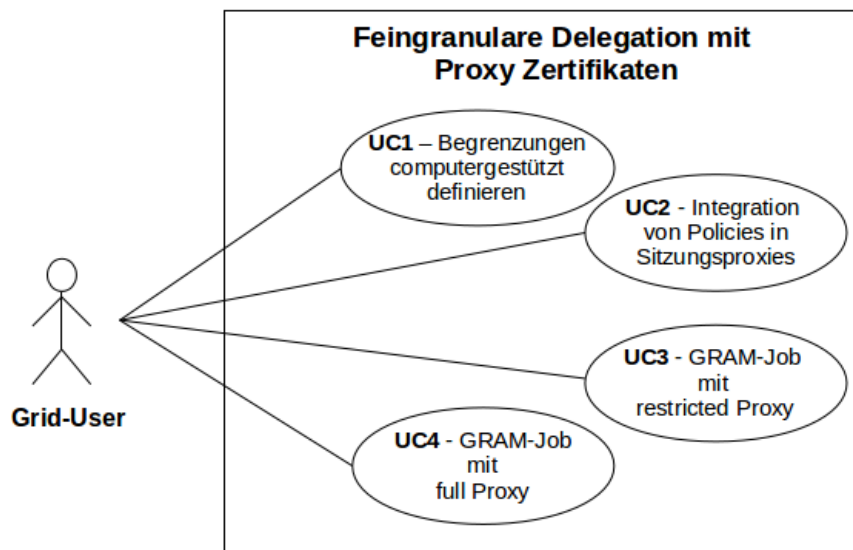 Feingranulare Delegation mit
Proxy Zertifikaten
UC1 – Begrenzungen
computergestützt
definieren
UC2 - Integration
von Policies in
Sitzungsproxies
UC3 - GRAM-Job
mit
restricted Proxy
Grid-User
UC4 - GRAM-Job
mit
full Proxy